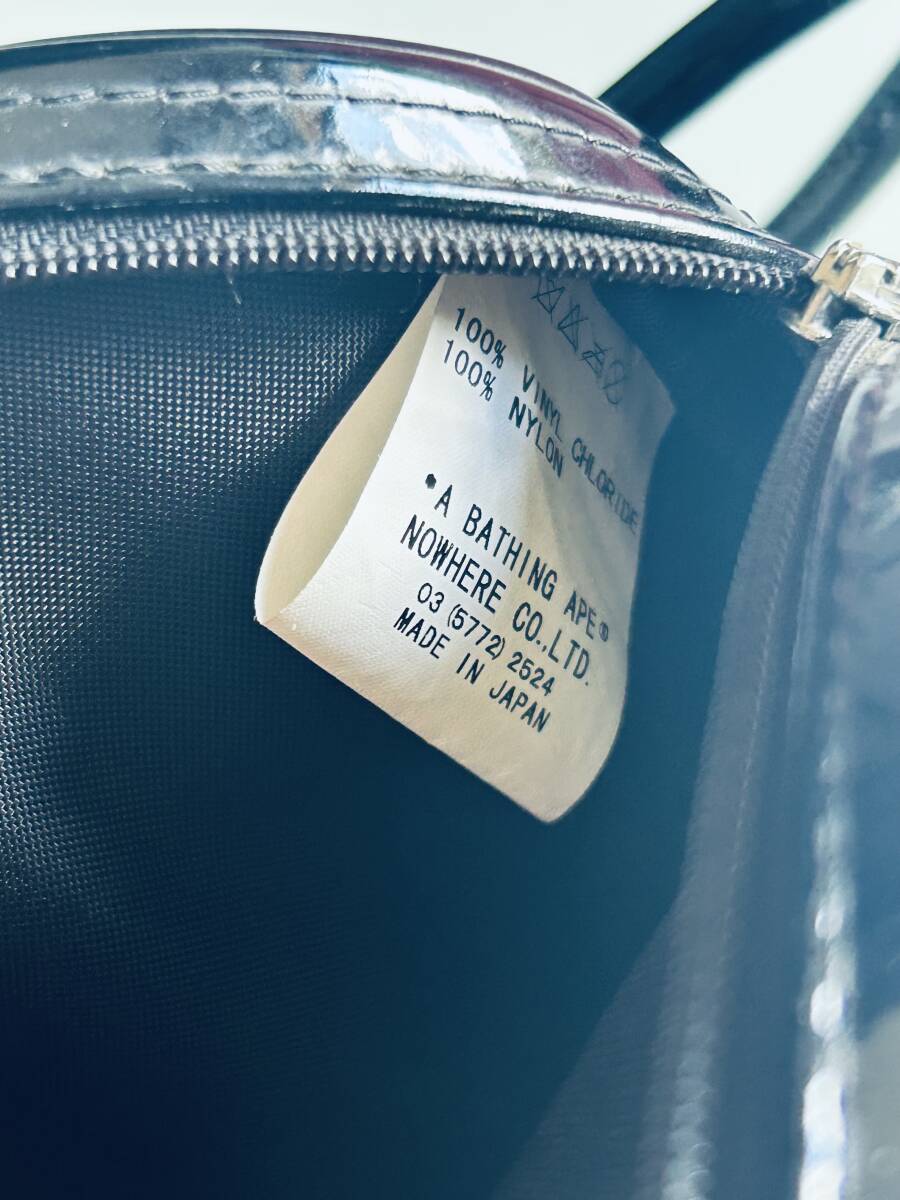 100% VINYL CHLORIDE
100% NYLON
•A BATHING APE®
NOWHERE CO.,LTD.
03 (5772) 2524
MADE IN JAPAN